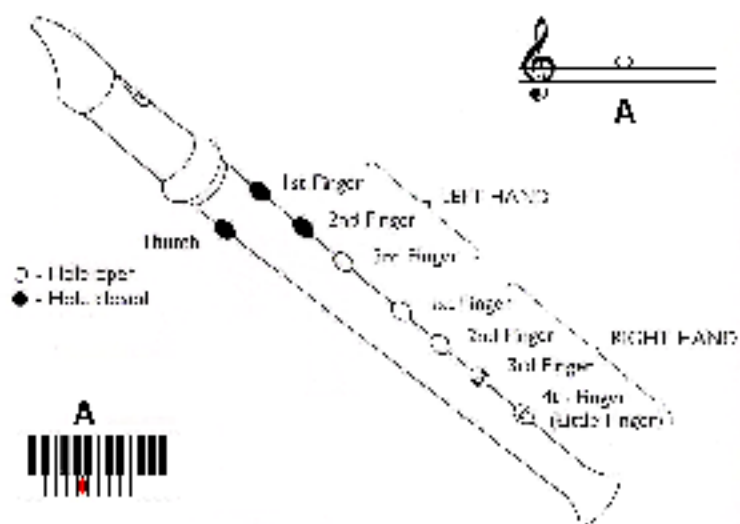 A
1st Finger
LEFT HAND
2nd Finger
3rd Finger
- Hole open
- Hole closed
1st Finger
2nd Finger
RIGHT HAND
3rd Finger
4th Finger
(Little Finger)
A